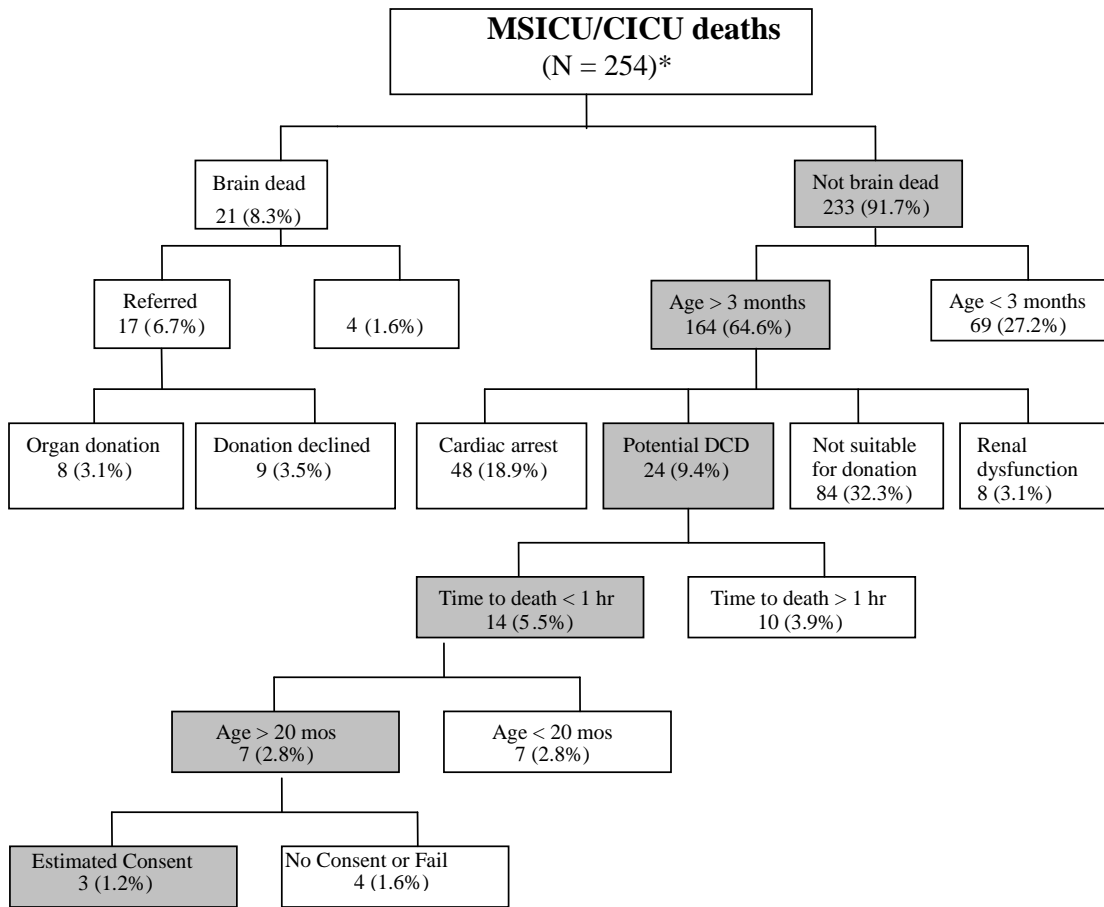 MSICU/CICU deaths
(N = 254)*
Brain dead
21 (8.3%)
Not brain dead
233 (91.7%)
Referred
17 (6.7%)
4 (1.6%)
Age > 3 months
164 (64.6%)
Age < 3 months
69 (27.2%)
Organ donation
8 (3.1%)
Donation declined
9 (3.5%)
Cardiac arrest
48 (18.9%)
Potential DCD
24 (9.4%)
Not suitable
for donation
84 (32.3%)
Renal
dysfunction
8 (3.1%)
Time to death < 1 hr
14 (5.5%)
Time to death > 1 hr
10 (3.9%)
Age > 20 mos
7 (2.8%)
Age < 20 mos
7 (2.8%)
Estimated Consent
3 (1.2%)
No Consent or Fail
4 (1.6%)